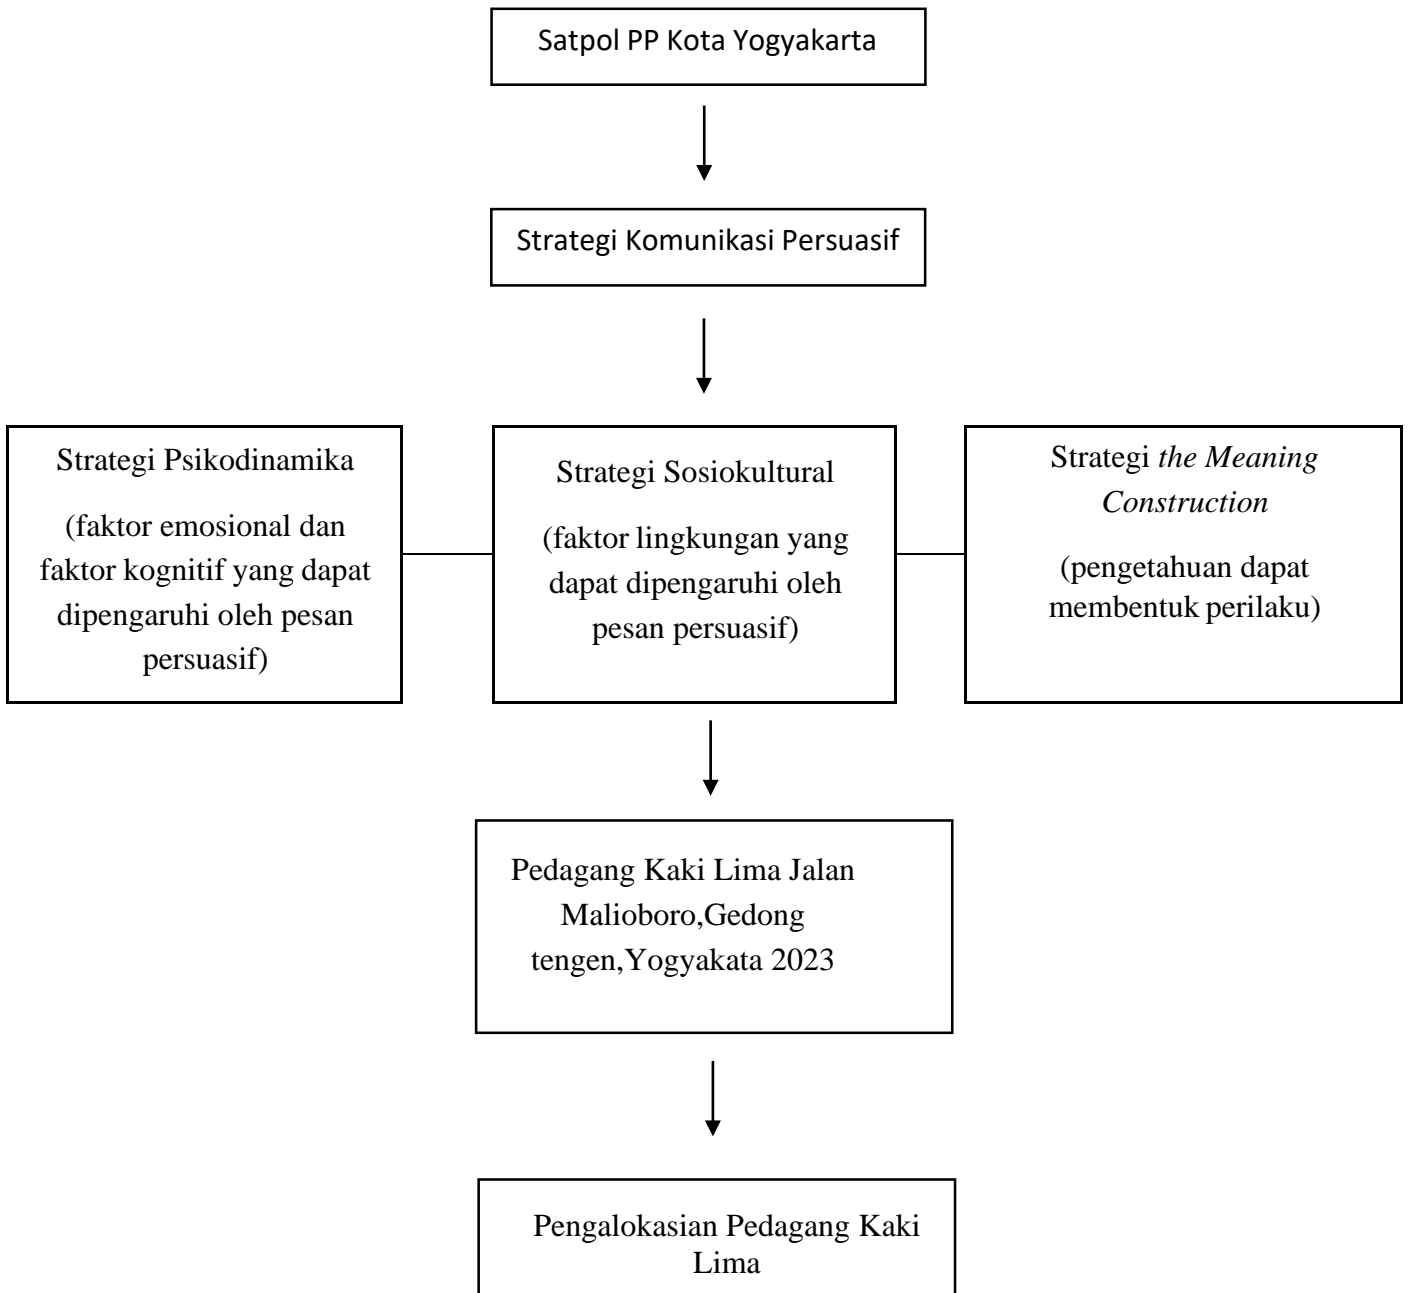 Satpol PP Kota Yogyakarta
Strategi Komunikasi Persuasif
Strategi Psikodinamika
(faktor emosional dan
faktor kognitif yang dapat
dipengaruhi oleh pesan
persuasif)
Strategi Sosiokultural
(faktor lingkungan yang
dapat dipengaruhi oleh
pesan persuasif)
Strategi the Meaning
Construction
(pengetahuan dapat
membentuk perilaku)
Pedagang Kaki Lima Jalan
Malioboro,Gedong
tengen,Yogyakata 2023
Pengalokasian Pedagang Kaki
Lima